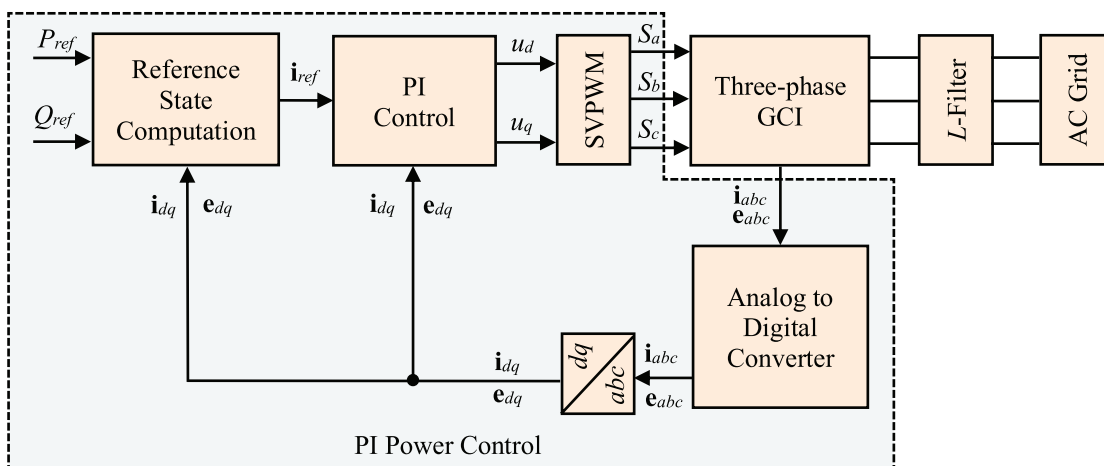 P_ref
Q_ref
Reference
State
Computation
i_ref
PI
Control
u_d
u_q
SVPWM
S_a
S_b
S_c
Three-phase
GCI
L-Filter
AC Grid
i_dq e_dq
i_dq e_dq
i_abc
e_abc
Analog to
Digital
Converter
i_abc
e_abc
dq
abc
i_dq
e_dq
PI Power Control